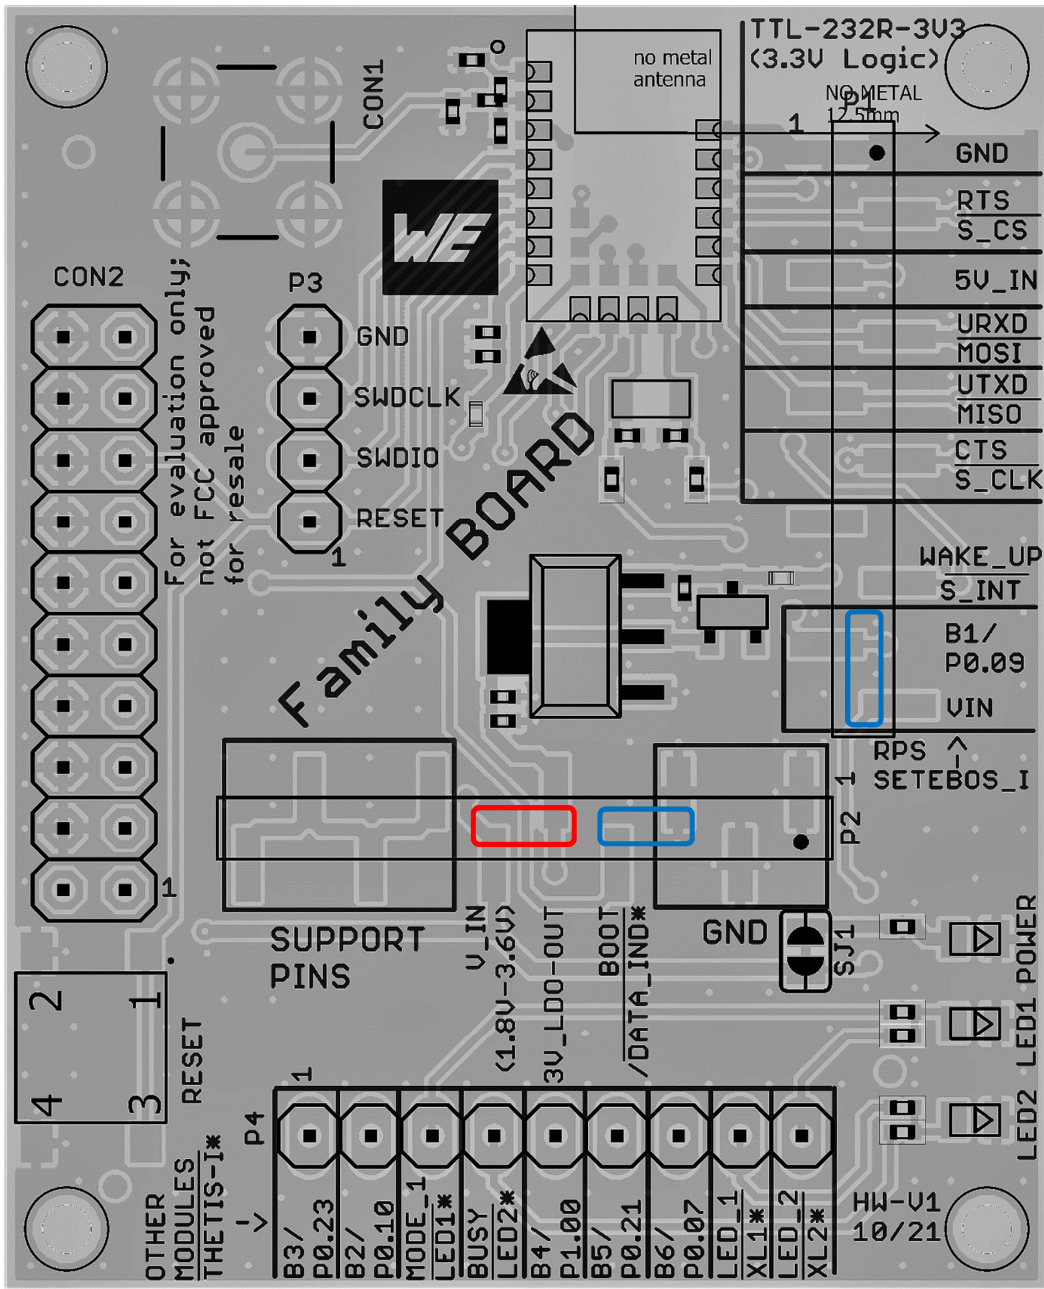 TTL-232R-3V3
(3.3V Logic)
no metal
antenna
NO METAL
12.5mm
P1
1
CON1
GND
RTS
S_CS
5V_IN
URXD
MOSI
UTXD
MISO
CTS
S_CLK
WAKE_UP
S_INT
B1/
P0.09
VIN
RPS ->
SETEBOS_I
WE
CON2
For evaluation only;
not FCC approved
for resale
P3
GND
SWDCLK
SWDIO
RESET
1
Family BOARD
1
P2
1
SUPPORT
PINS
V_IN
(1.8V-3.6V)
3V_LDO-OUT
BOOT
/DATA_IND*
GND
SJ1
POWER
LED1
LED2
2 1
4 3
RESET
P4
1
OTHER
MODULES
THETIS-I*
->
B3/
P0.23
B2/
P0.10
MODE_1
LED1*
BUSY
LED2*
B4/
P1.00
B5/
P0.21
B6/
P0.07
LED_1
XL1*
LED_2
XL2*
HW-V1
10/21